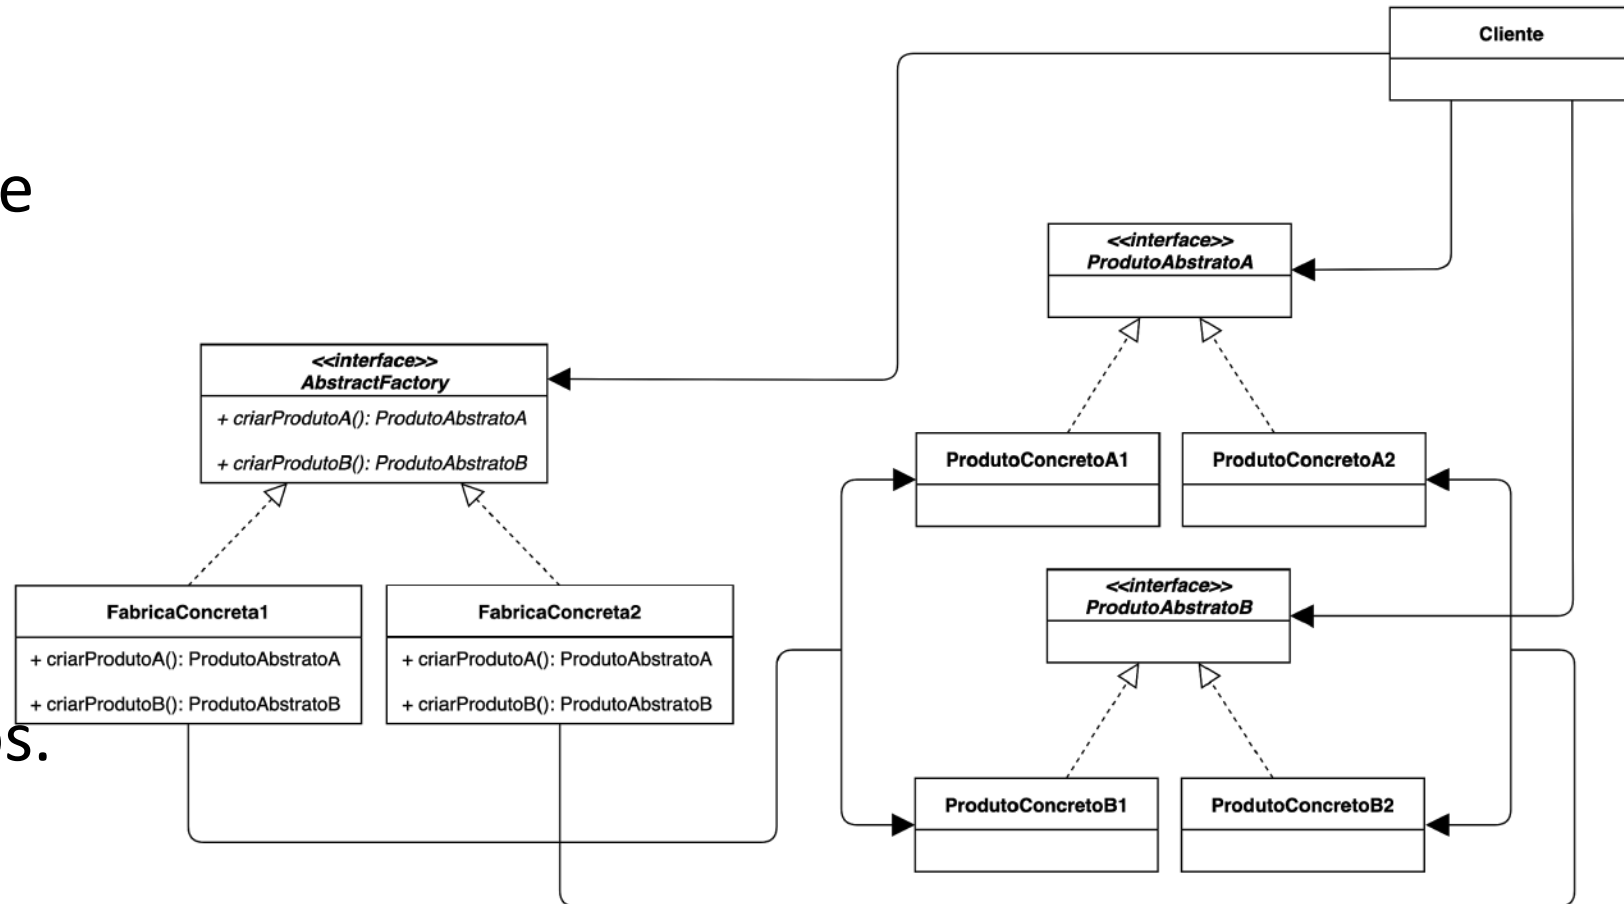 Cliente
e
<<interface>>
ProdutoAbstratoA
<<interface>>
AbstractFactory
+ criarProdutoA(): ProdutoAbstratoA
+ criarProdutoB(): ProdutoAbstratoB
ProdutoConcretoA1
ProdutoConcretoA2
<<interface>>
ProdutoAbstratoB
FabricaConcreta1
+ criarProdutoA(): ProdutoAbstratoA
+ criarProdutoB(): ProdutoAbstratoB
FabricaConcreta2
+ criarProdutoA(): ProdutoAbstratoA
+ criarProdutoB(): ProdutoAbstratoB
ProdutoConcretoB1
ProdutoConcretoB2